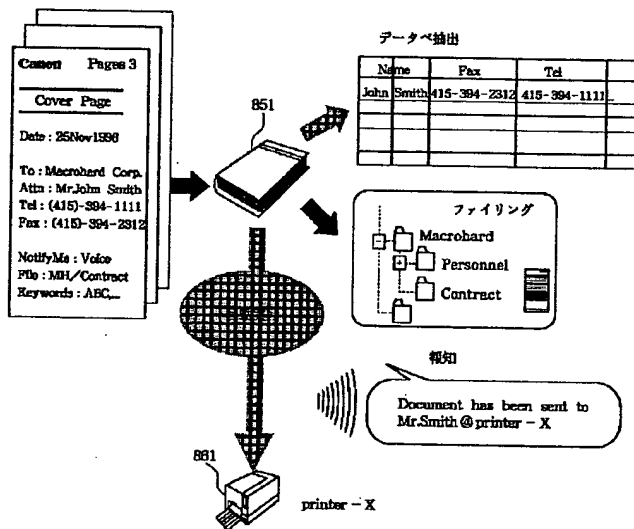 Canon Pages 3
Cover Page
Date : 25Nov1996
To : Macrohard Corp.
Attn : Mr.John Smith
Tel : (415)-394-1111
Fax : (415)-394-2312
NotifyMe : Voice
File : MH/Contract
Keywords : ABC,...
851
データベ抽出
Name Fax Tel
John Smith 415-394-2312 415-394-1111...
ファイリング
Macrohard
Personnel
Contract
報知
Document has been sent to
Mr.Smith@printer-X
861
printer-X